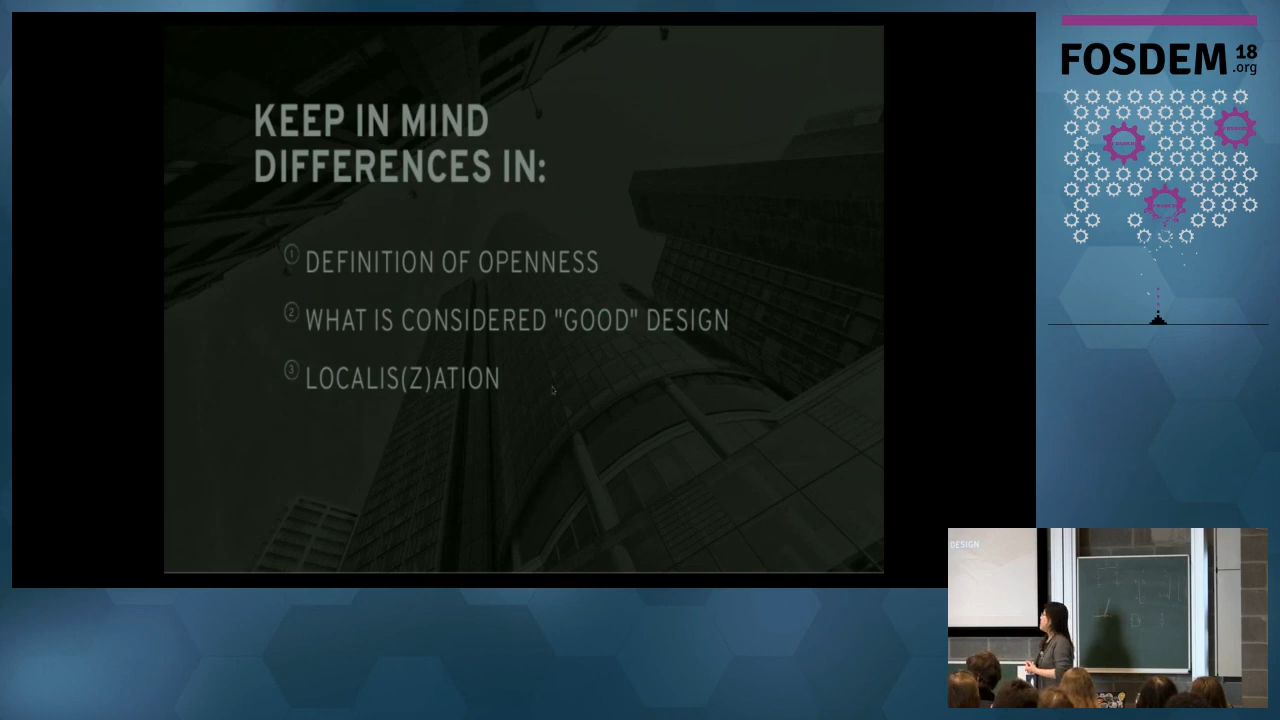 KEEP IN MIND
DIFFERENCES IN:
1 DEFINITION OF OPENNESS
2 WHAT IS CONSIDERED "GOOD" DESIGN
3 LOCALIS(Z)ATION
FOSDEM 18
.org
DESIGN